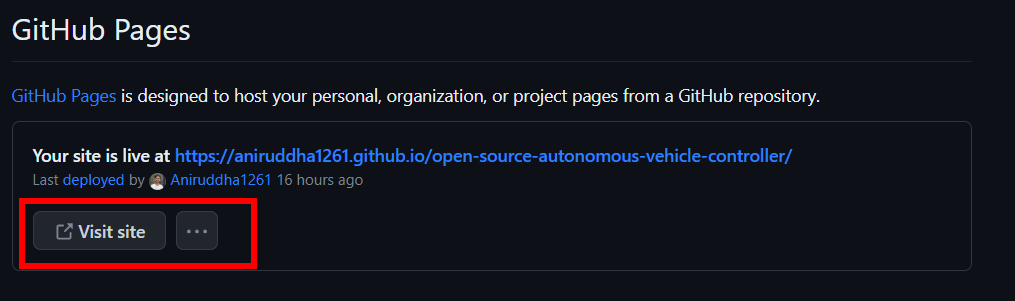 GitHub Pages
GitHub Pages is designed to host your personal, organization, or project pages from a GitHub repository.
Your site is live at https://aniruddha1261.github.io/open-source-autonomous-vehicle-controller/
Last deployed by Aniruddha1261 16 hours ago
Visit site ...